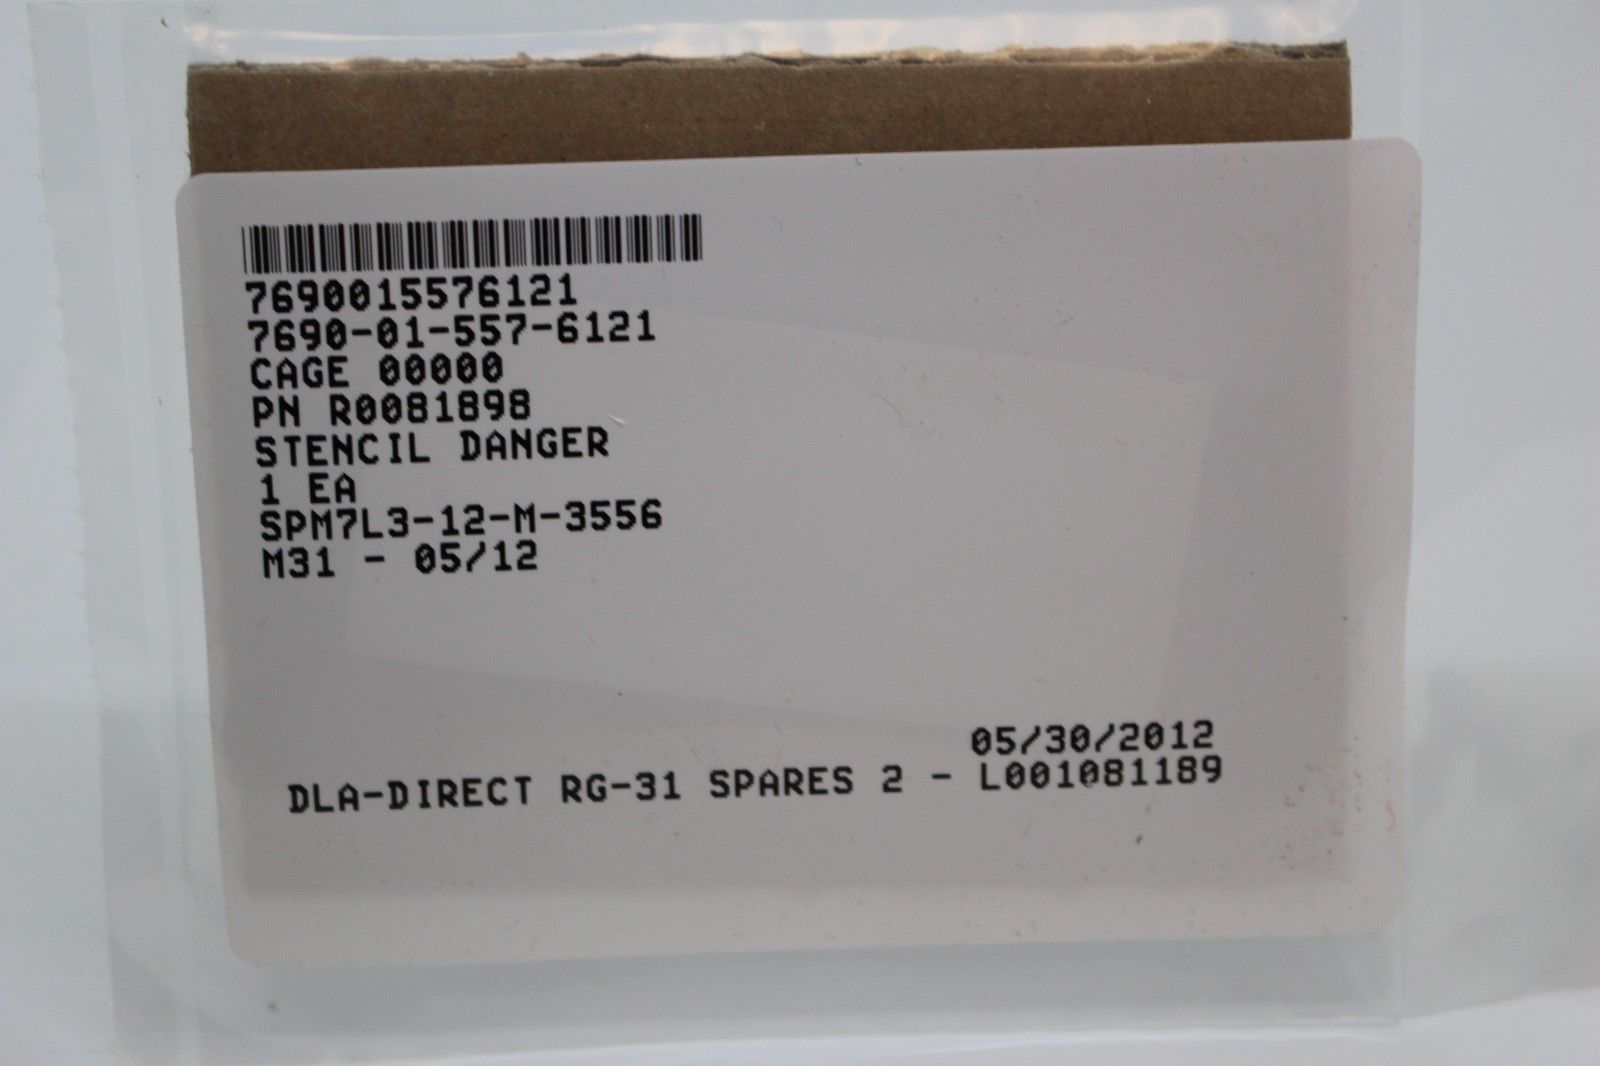 7690015576121
7690-01-557-6121
CAGE 00000
PN R0081898
STENCIL DANGER
1 EA
SPM7L3-12-M-3556
M31 - 05/12
05/30/2012
DLA-DIRECT RG-31 SPARES 2 - L001081189